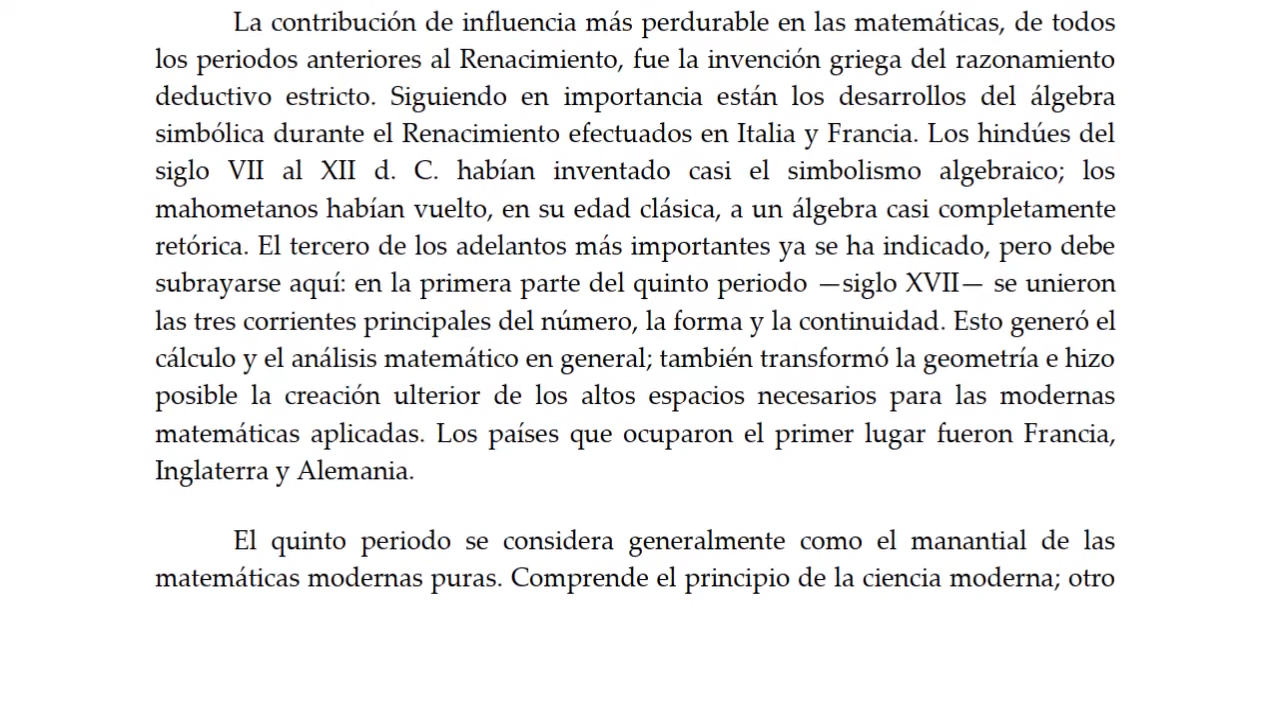 La contribución de influencia más perdurable en las matemáticas, de todos
los periodos anteriores al Renacimiento, fue la invención griega del razonamiento
deductivo estricto. Siguiendo en importancia están los desarrollos del álgebra
simbólica durante el Renacimiento efectuados en Italia y Francia. Los hindúes del
siglo VII al XII d. C. habían inventado casi el simbolismo algebraico; los
mahometanos habían vuelto, en su edad clásica, a un álgebra casi completamente
retórica. El tercero de los adelantos más importantes ya se ha indicado, pero debe
subrayarse aquí: en la primera parte del quinto periodo —siglo XVII— se unieron
las tres corrientes principales del número, la forma y la continuidad. Esto generó el
cálculo y el análisis matemático en general; también transformó la geometría e hizo
posible la creación ulterior de los altos espacios necesarios para las modernas
matemáticas aplicadas. Los países que ocuparon el primer lugar fueron Francia,
Inglaterra y Alemania.
El quinto periodo se considera generalmente como el manantial de las
matemáticas modernas puras. Comprende el principio de la ciencia moderna; otro